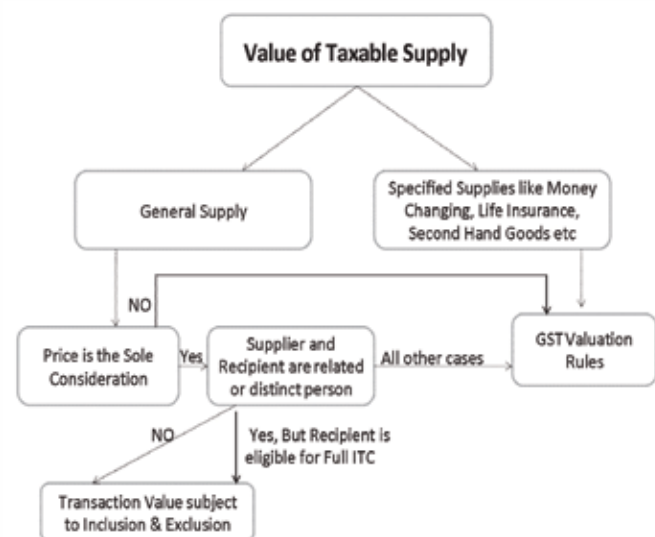 Value of Taxable Supply
General Supply
Specified Supplies like Money
Changing, Life Insurance,
Second Hand Goods etc
NO
Price is the Sole
Consideration
Yes
Supplier and
Recipient are related
or distinct person
All other cases
GST Valuation
Rules
NO
Yes, But Recipient is
eligible for Full ITC
Transaction Value subject
to Inclusion & Exclusion